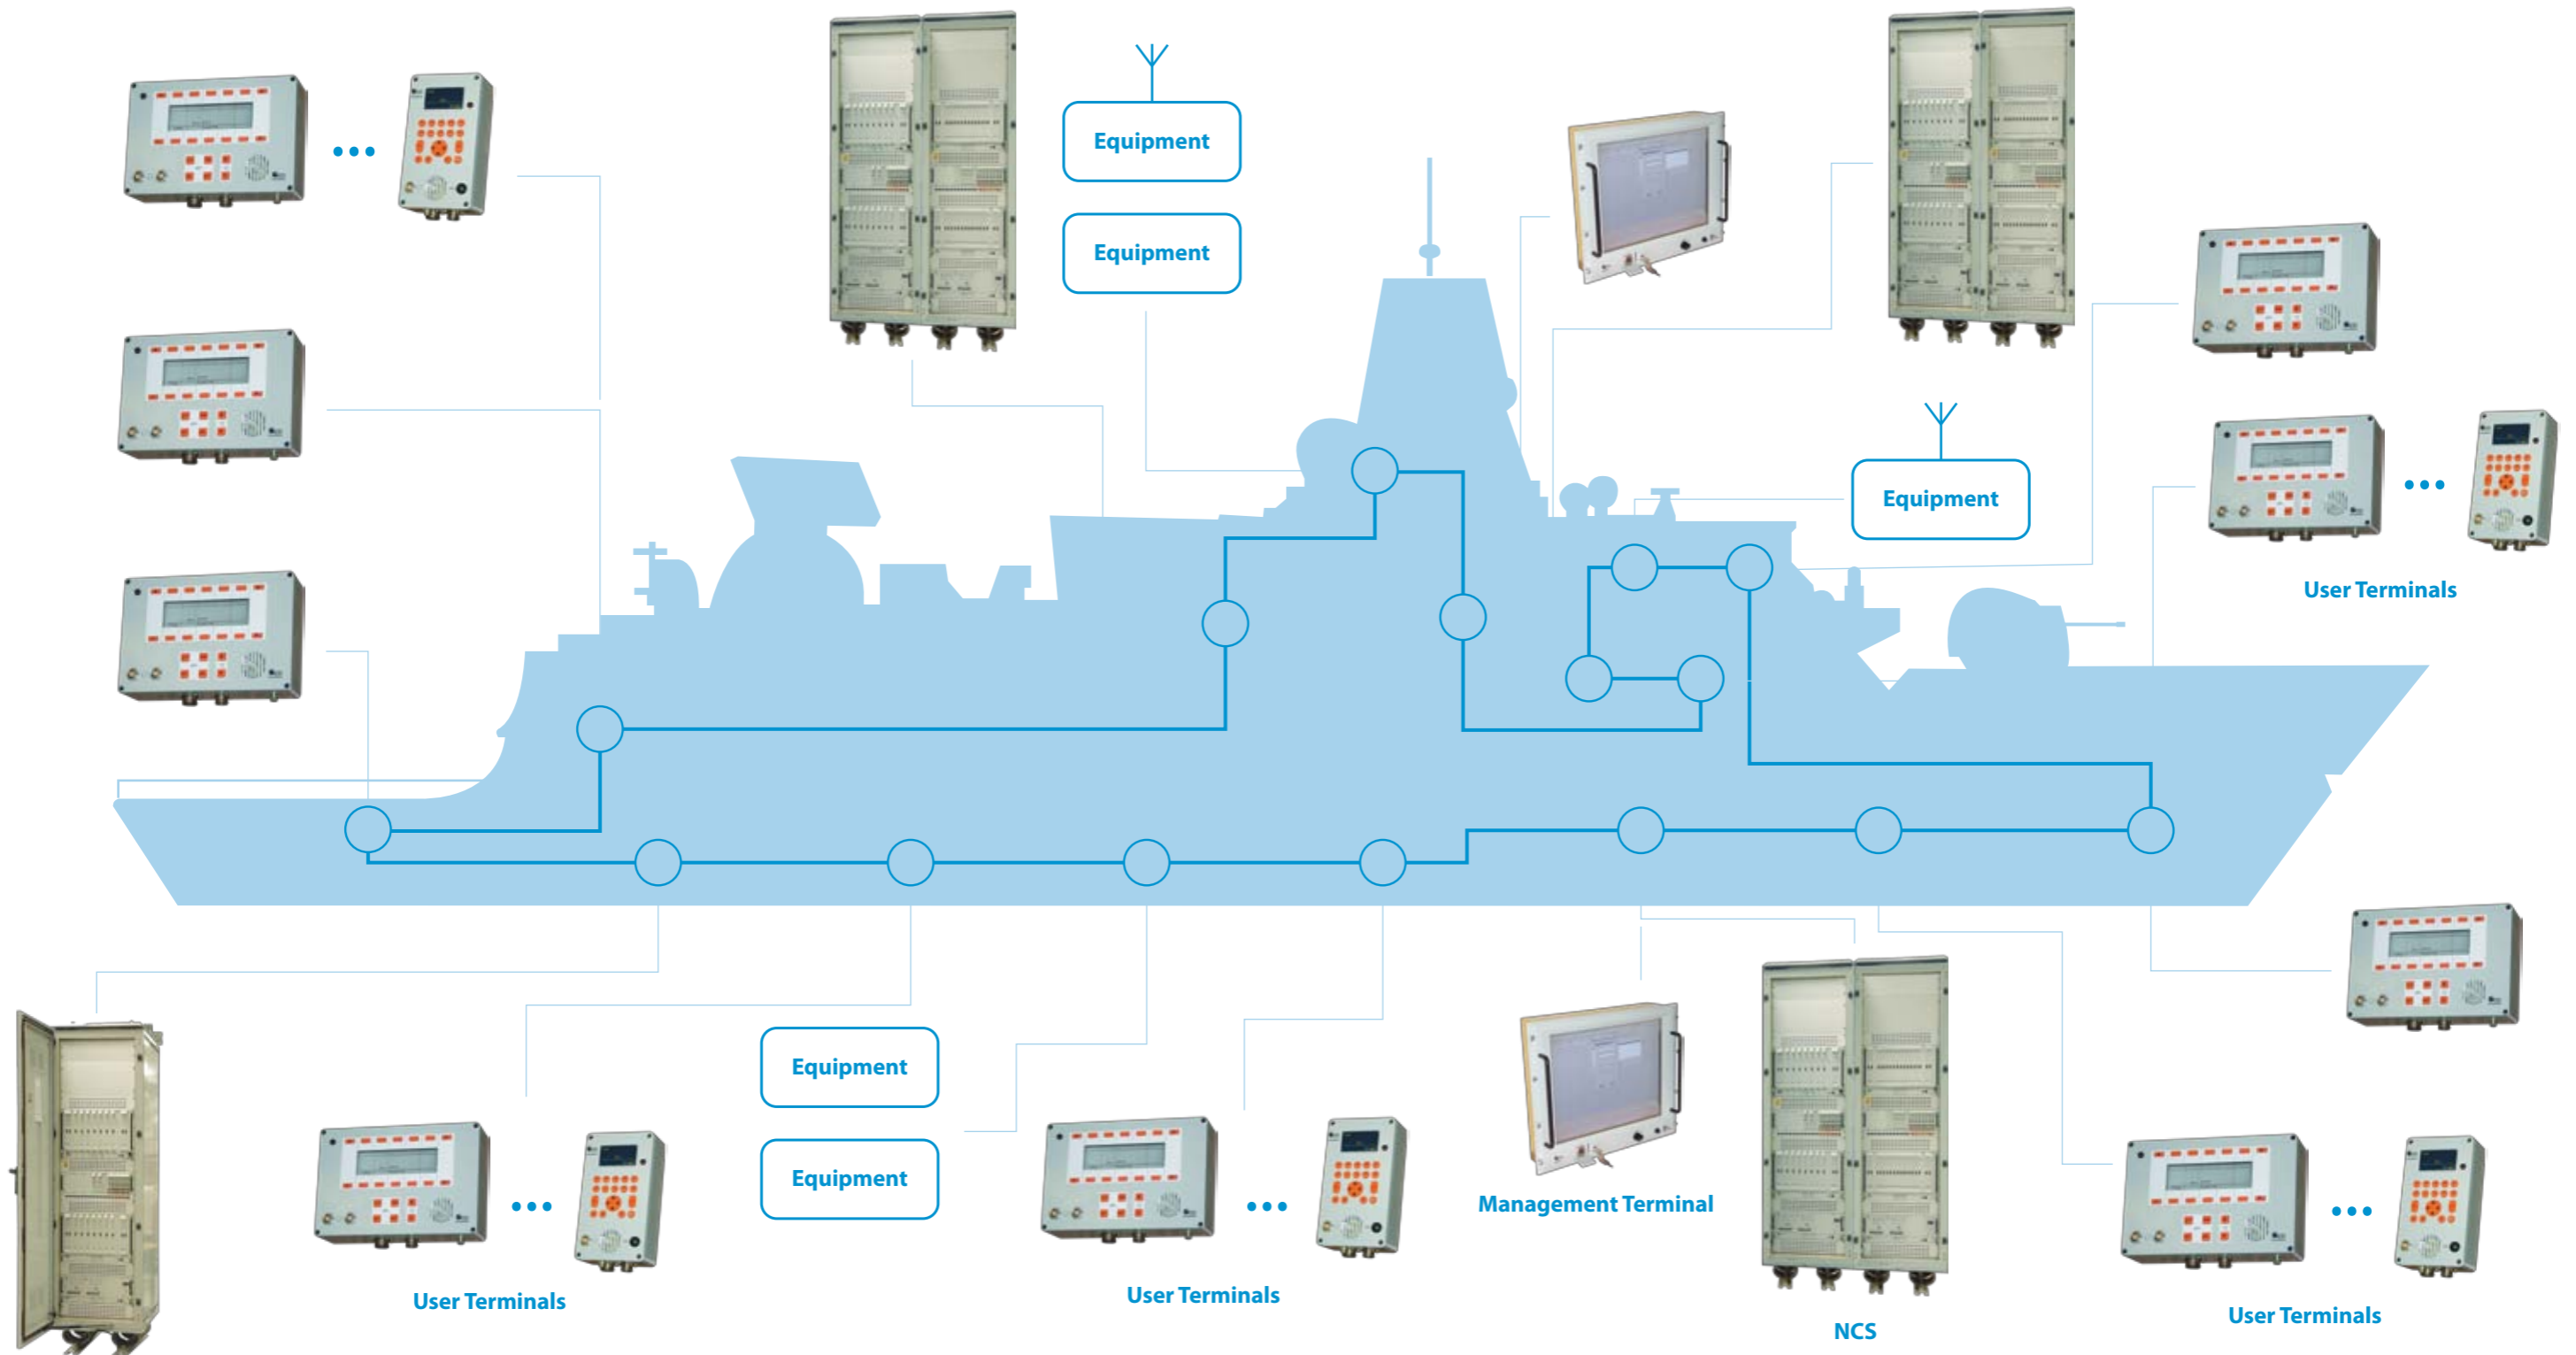 Equipment
Equipment
Equipment
User Terminals
Equipment
Equipment
Management Terminal
User Terminals
User Terminals
User Terminals
NCS